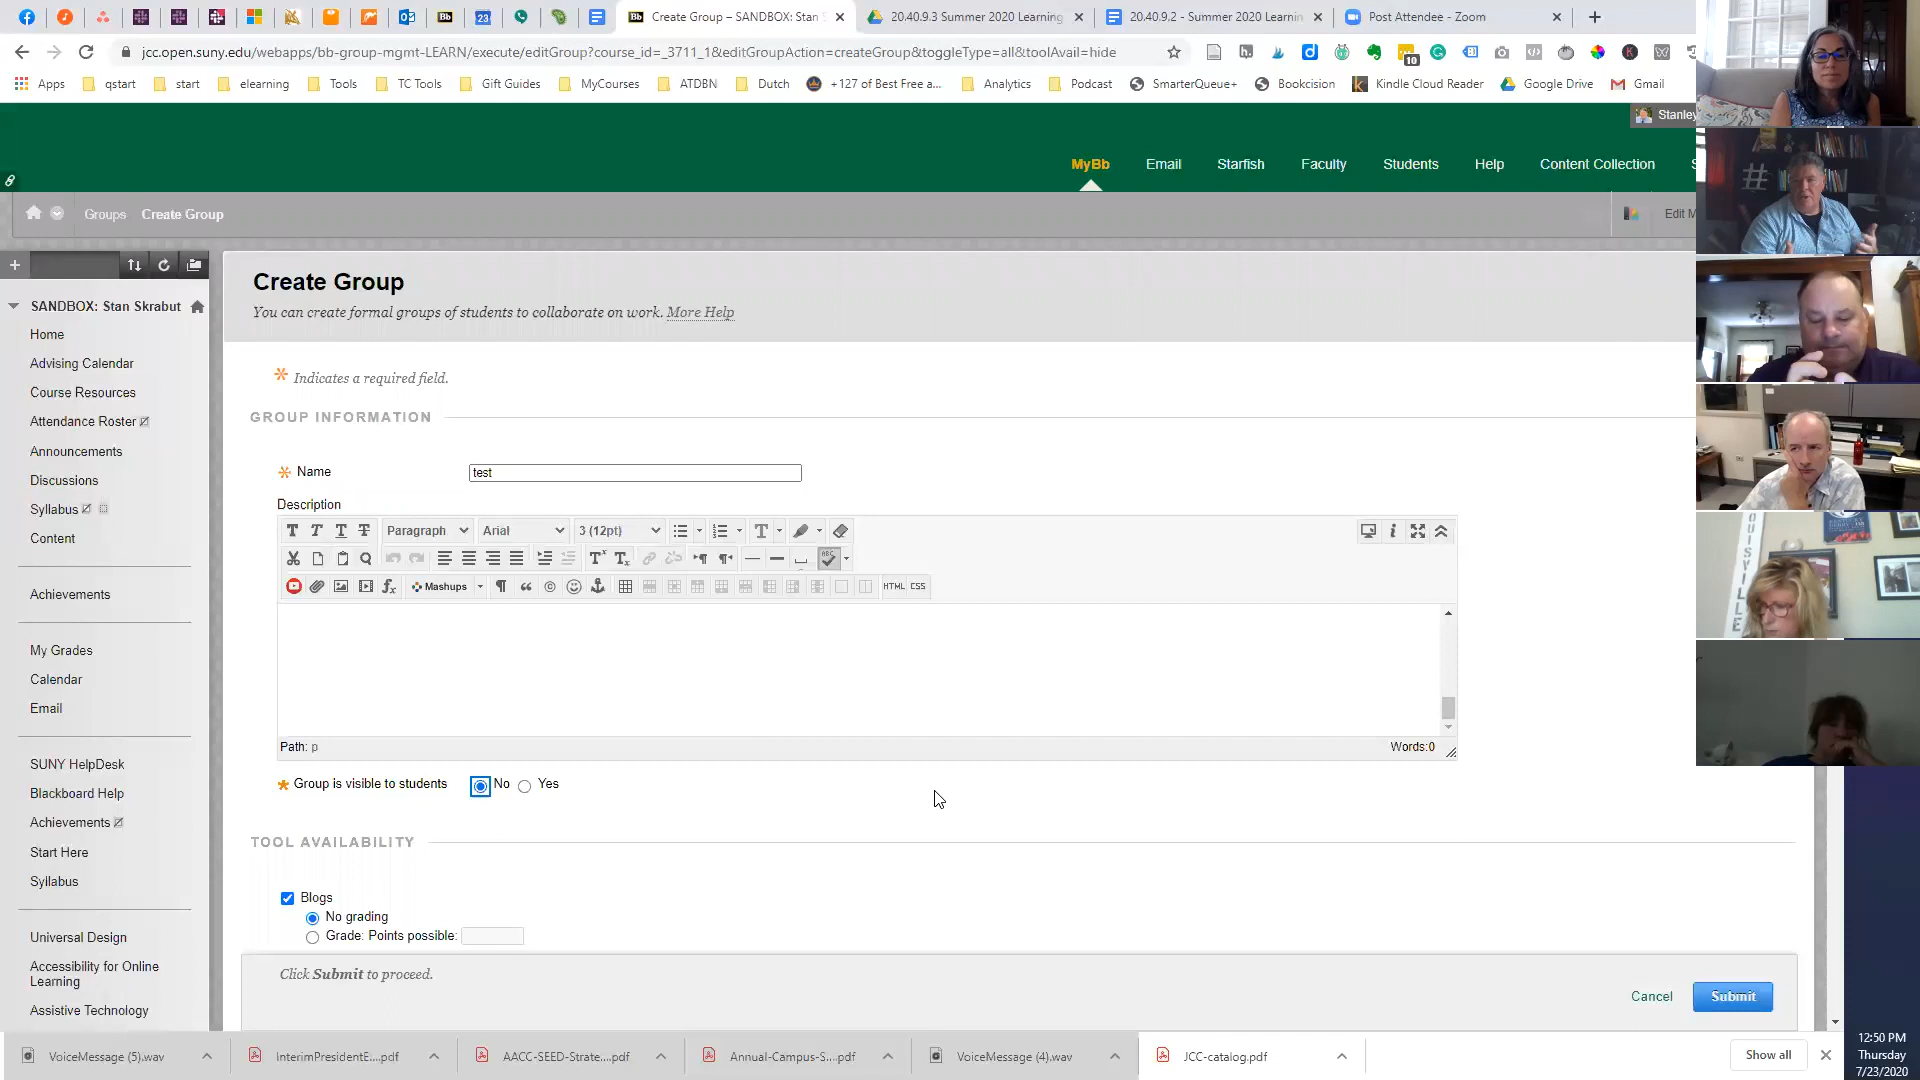 Create Group – SANDBOX: Stan S
20.40.9.3 Summer 2020 Learning
20.40.9.2 - Summer 2020 Learnin
Post Attendee - Zoom
jcc.open.suny.edu/webapps/bb-group-mgmt-LEARN/execute/editGroup?course_id=_3711_1&editGroupAction=createGroup&toggleType=all&toolAvail=hide
Apps qstart start elearning Tools TC Tools Gift Guides MyCourses ATDBN Dutch +127 of Best Free a... Analytics Podcast SmarterQueue+ Bookcision Kindle Cloud Reader Google Drive Gmail
Stanley
MyBb Email Starfish Faculty Students Help Content Collection S
Groups Create Group
Edit M
SANDBOX: Stan Skrabut
Home
Advising Calendar
Course Resources
Attendance Roster
Announcements
Discussions
Syllabus
Content
Achievements
My Grades
Calendar
Email
SUNY HelpDesk
Blackboard Help
Achievements
Start Here
Syllabus
Universal Design
Accessibility for Online
Learning
Assistive Technology
Create Group
You can create formal groups of students to collaborate on work. More Help
Indicates a required field.
GROUP INFORMATION
Name
test
Description
T T T T Paragraph Arial 3 (12pt)
Mashups
HTML CSS
Path: p
Words:0
Group is visible to students
No
Yes
TOOL AVAILABILITY
Blogs
No grading
Grade: Points possible:
Click Submit to proceed.
Cancel
Submit
VoiceMessage (5).wav
InterimPresidentE....pdf
AACC-SEED-Strate....pdf
Annual-Campus-S....pdf
VoiceMessage (4).wav
JCC-catalog.pdf
Show all
12:50 PM
Thursday
7/23/2020